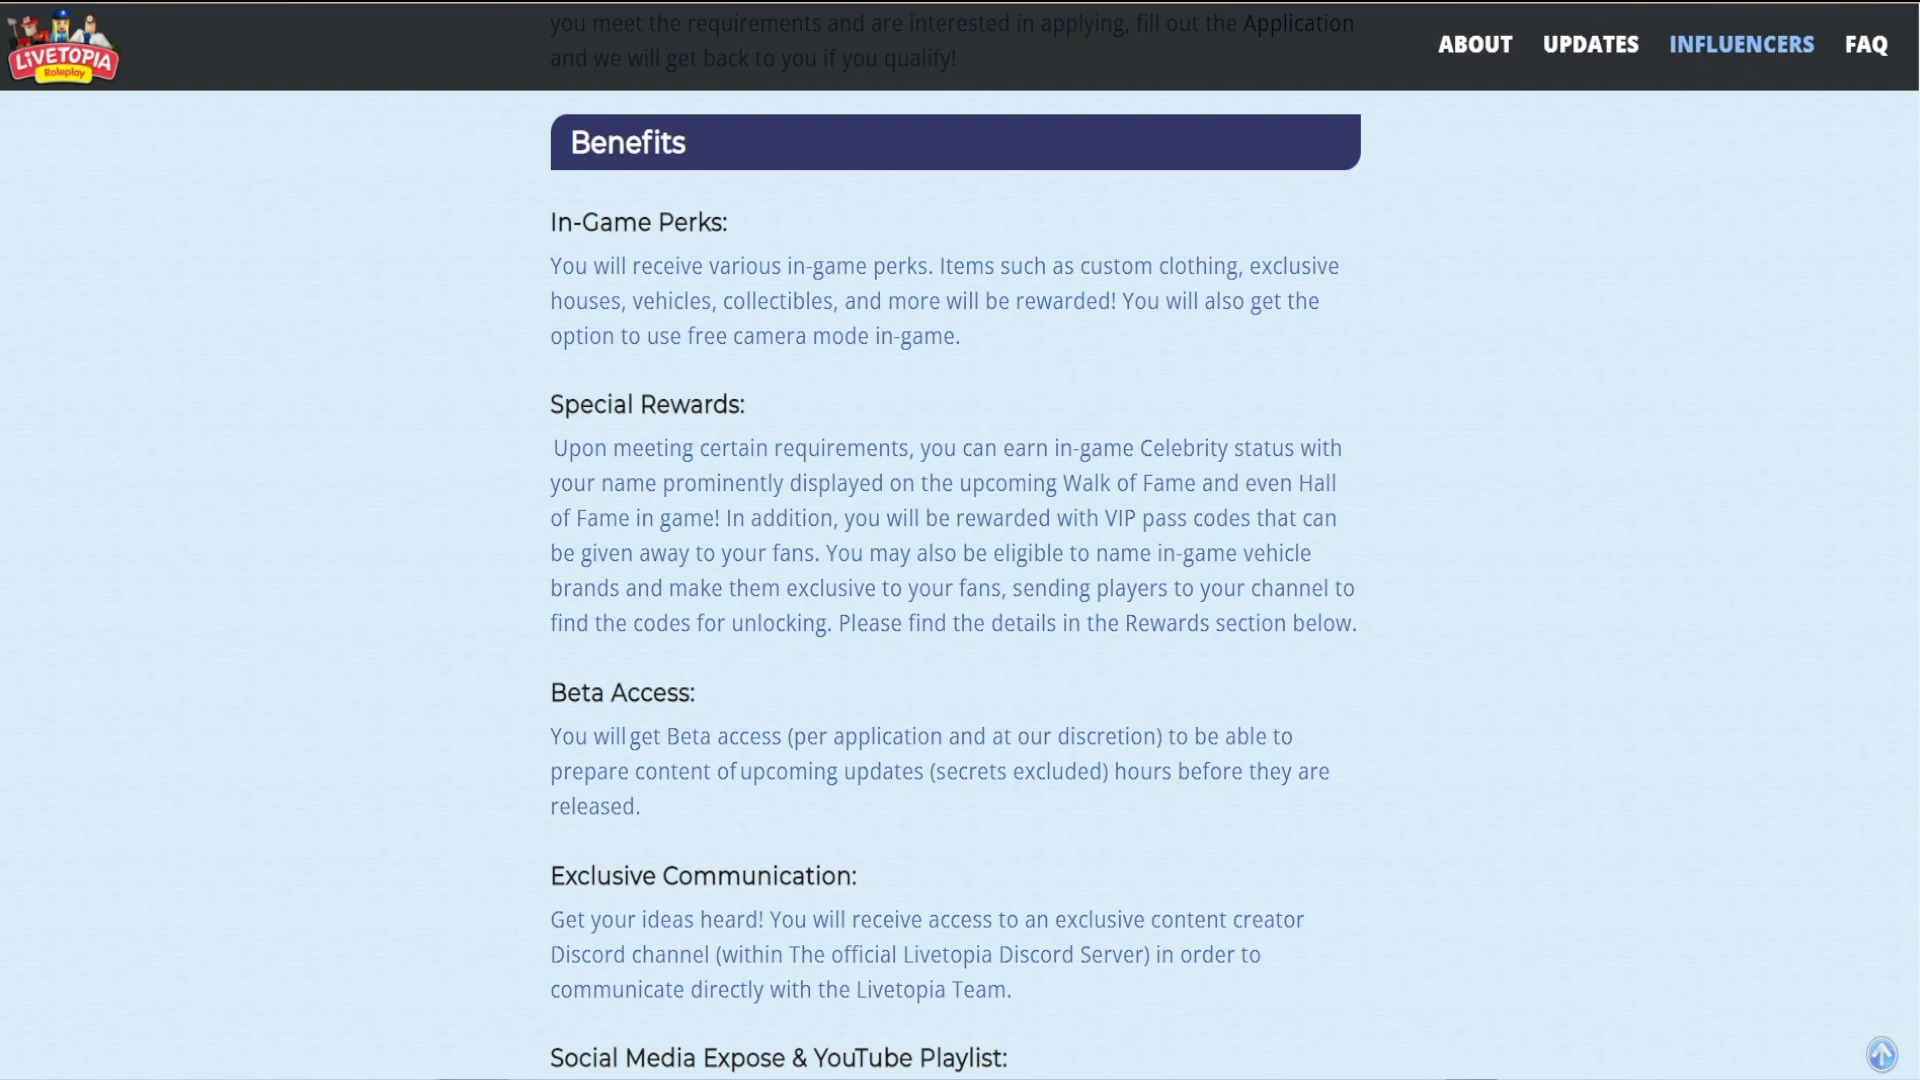 LiVETOPIA
Roleplay
you meet the requirements and are interested in applying, fill out the Application
and we will get back to you if you qualify!
ABOUT UPDATES INFLUENCERS FAQ
Benefits
In-Game Perks:
You will receive various in-game perks. Items such as custom clothing, exclusive
houses, vehicles, collectibles, and more will be rewarded! You will also get the
option to use free camera mode in-game.
Special Rewards:
Upon meeting certain requirements, you can earn in-game Celebrity status with
your name prominently displayed on the upcoming Walk of Fame and even Hall
of Fame in game! In addition, you will be rewarded with VIP pass codes that can
be given away to your fans. You may also be eligible to name in-game vehicle
brands and make them exclusive to your fans, sending players to your channel to
find the codes for unlocking. Please find the details in the Rewards section below.
Beta Access:
You will get Beta access (per application and at our discretion) to be able to
prepare content of upcoming updates (secrets excluded) hours before they are
released.
Exclusive Communication:
Get your ideas heard! You will receive access to an exclusive content creator
Discord channel (within The official Livetopia Discord Server) in order to
communicate directly with the Livetopia Team.
Social Media Expose & YouTube Playlist: